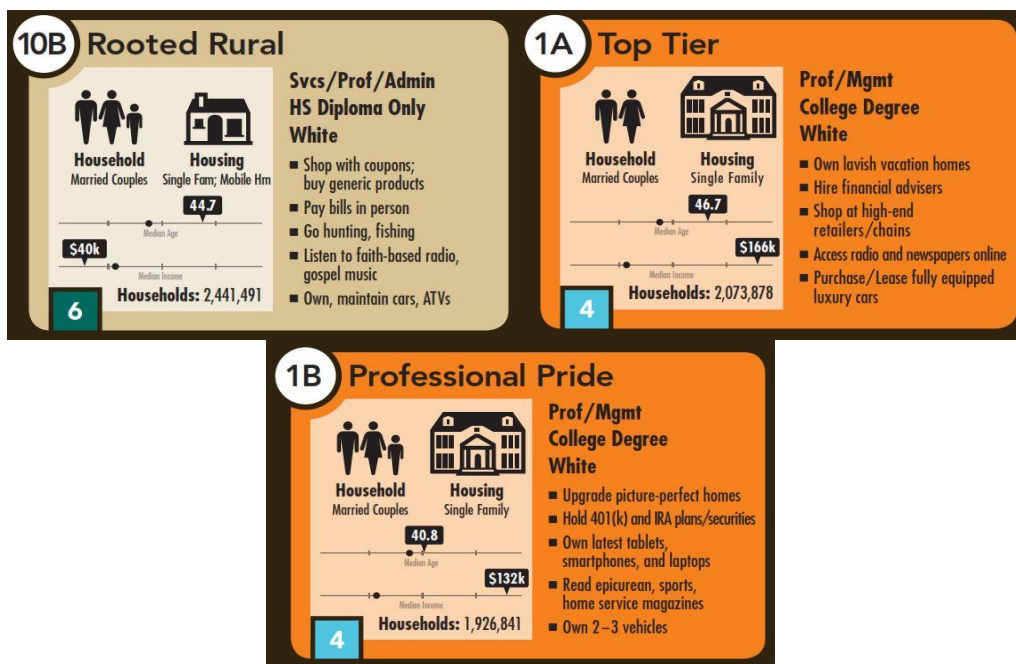 10B Rooted Rural
Household
Married Couples
Housing
Single Fam; Mobile Hm
44.7
Median Age
$40k
Median Income
Households: 2,441,491
6
Svcs/Prof/Admin
HS Diploma Only
White
▪ Shop with coupons;
buy generic products
▪ Pay bills in person
▪ Go hunting, fishing
▪ Listen to faith-based radio,
gospel music
▪ Own, maintain cars, ATVs
1A Top Tier
Household
Married Couples
Housing
Single Family
46.7
Median Age
$166k
Median Income
Households: 2,073,878
4
Prof/Mgmt
College Degree
White
▪ Own lavish vacation homes
▪ Hire financial advisers
▪ Shop at high-end
retailers/chains
▪ Access radio and newspapers online
▪ Purchase/Lease fully equipped
luxury cars
1B Professional Pride
Household
Married Couples
Housing
Single Family
40.8
Median Age
$132k
Median Income
Households: 1,926,841
4
Prof/Mgmt
College Degree
White
▪ Upgrade picture-perfect homes
▪ Hold 401(k) and IRA plans/securities
▪ Own latest tablets,
smartphones, and laptops
▪ Read epicurean, sports,
home service magazines
▪ Own 2–3 vehicles